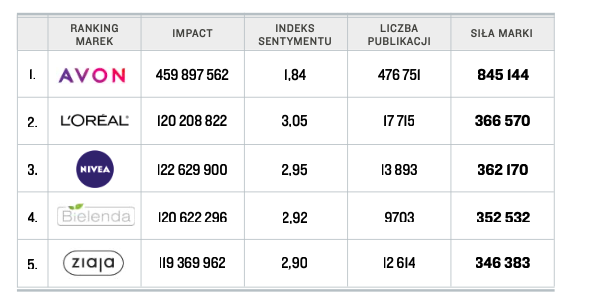 RANKING MAREK IMPACT INDEKS SENTYMENTU LICZBA PUBLIKACJI SIŁA MARKI
1. AVON 459 897 562 1,84 476 751 845 144
2. L'ORÉAL 120 208 822 3,05 17 715 366 570
3. NIVEA 122 629 900 2,95 13 893 362 170
4. Bielenda 120 622 296 2,92 9703 352 532
5. ziaja 119 369 962 2,90 12 614 346 383